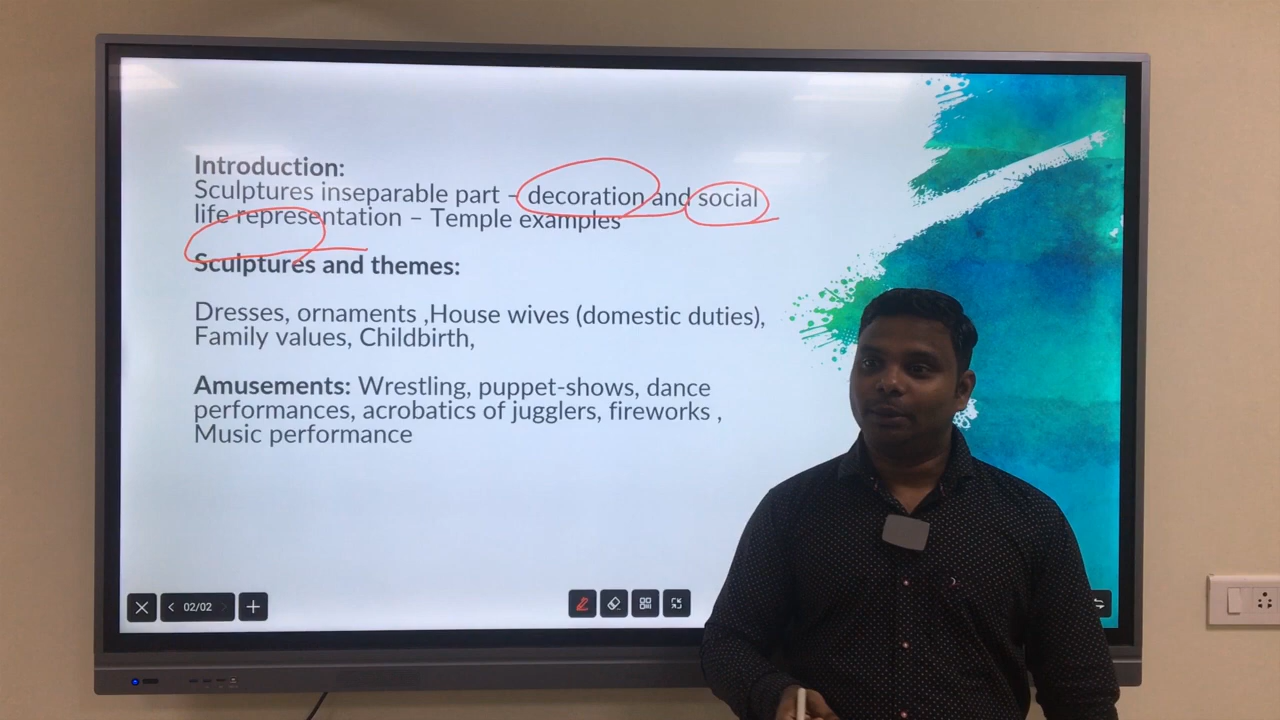 Introduction:
Sculptures inseparable part – decoration and social
life representation – Temple examples
Sculptures and themes:
Dresses, ornaments ,House wives (domestic duties),
Family values, Childbirth,
Amusements: Wrestling, puppet-shows, dance
performances, acrobatics of jugglers, fireworks ,
Music performance
02/02